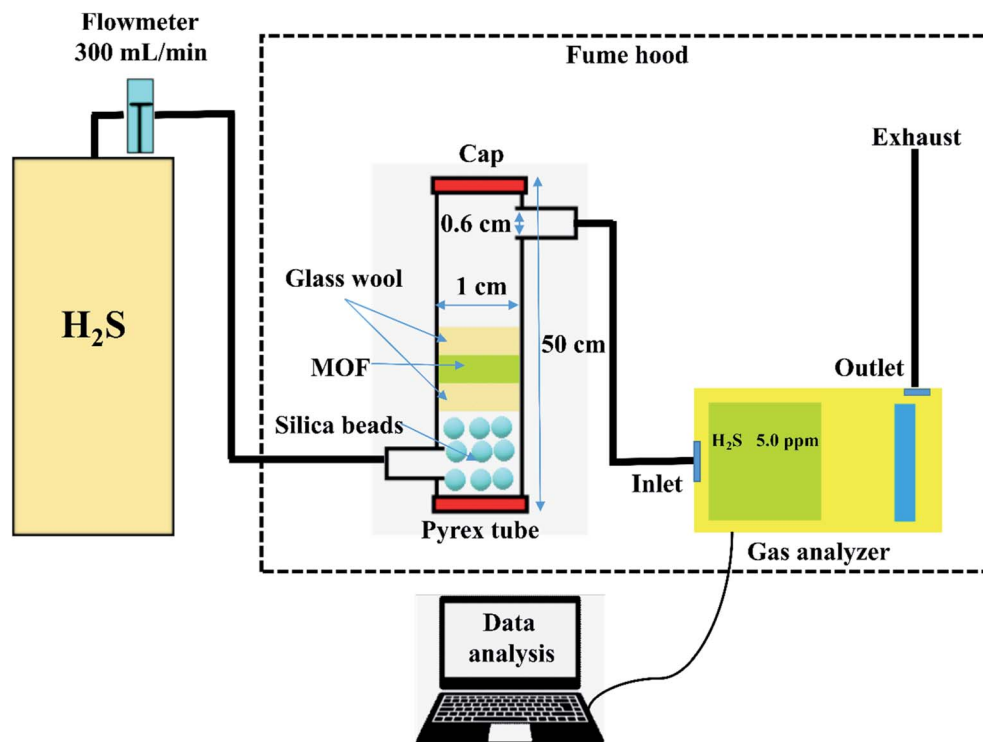 Flowmeter
300 mL/min
Fume hood
Exhaust
Cap
0.6 cm
Glass wool
1 cm
H₂S
50 cm
MOF
Outlet
Silica beads
H₂S 5.0 ppm
Inlet
Pyrex tube
Gas analyzer
Data
analysis